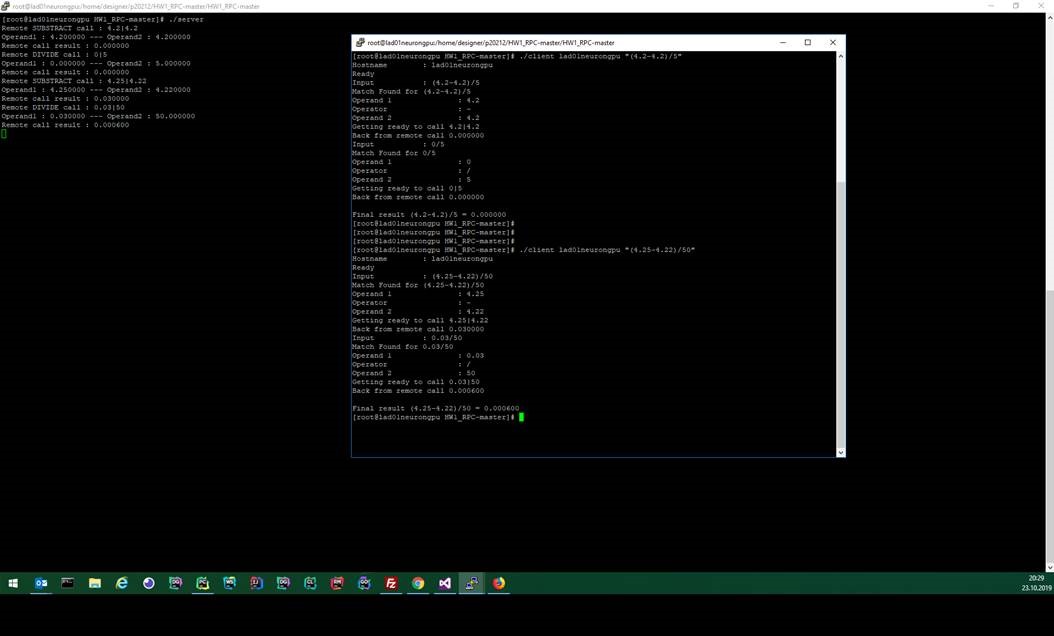 root@lad01neurongpu:/home/designer/p20212/HW1_RPC-master/HW1_RPC-master
[root@lad01neurongpu HW1_RPC-master]# ./server
Remote SUBSTRACT call : 4.2|4.2
Operand1 : 4.200000 --- Operand2 : 4.200000
Remote call result : 0.000000
Remote DIVIDE call : 0|5
Operand1 : 0.000000 --- Operand2 : 5.000000
Remote call result : 0.000000
Remote SUBSTRACT call : 4.25|4.22
Operand1 : 4.250000 --- Operand2 : 4.220000
Remote call result : 0.030000
Remote DIVIDE call : 0.03|50
Operand1 : 0.030000 --- Operand2 : 50.000000
Remote call result : 0.000600
root@lad01neurongpu:/home/designer/p20212/HW1_RPC-master/HW1_RPC-master
[root@lad01neurongpu HW1_RPC-master]# ./client lad01neurongpu "(4.2-4.2)/5"
Hostname : lad01neurongpu
Ready
Input : (4.2-4.2)/5
Match Found for (4.2-4.2)/5
Operand 1 : 4.2
Operator : -
Operand 2 : 4.2
Getting ready to call 4.2|4.2
Back from remote call 0.000000
Input : 0/5
Match Found for 0/5
Operand 1 : 0
Operator : /
Operand 2 : 5
Getting ready to call 0|5
Back from remote call 0.000000
Final result (4.2-4.2)/5 = 0.000000
[root@lad01neurongpu HW1_RPC-master]#
[root@lad01neurongpu HW1_RPC-master]#
[root@lad01neurongpu HW1_RPC-master]#
[root@lad01neurongpu HW1_RPC-master]# ./client lad01neurongpu "(4.25-4.22)/50"
Hostname : lad01neurongpu
Ready
Input : (4.25-4.22)/50
Match Found for (4.25-4.22)/50
Operand 1 : 4.25
Operator : -
Operand 2 : 4.22
Getting ready to call 4.25|4.22
Back from remote call 0.030000
Input : 0.03/50
Match Found for 0.03/50
Operand 1 : 0.03
Operator : /
Operand 2 : 50
Getting ready to call 0.03|50
Back from remote call 0.000600
Final result (4.25-4.22)/50 = 0.000600
[root@lad01neurongpu HW1_RPC-master]#
20:29
23.10.2019